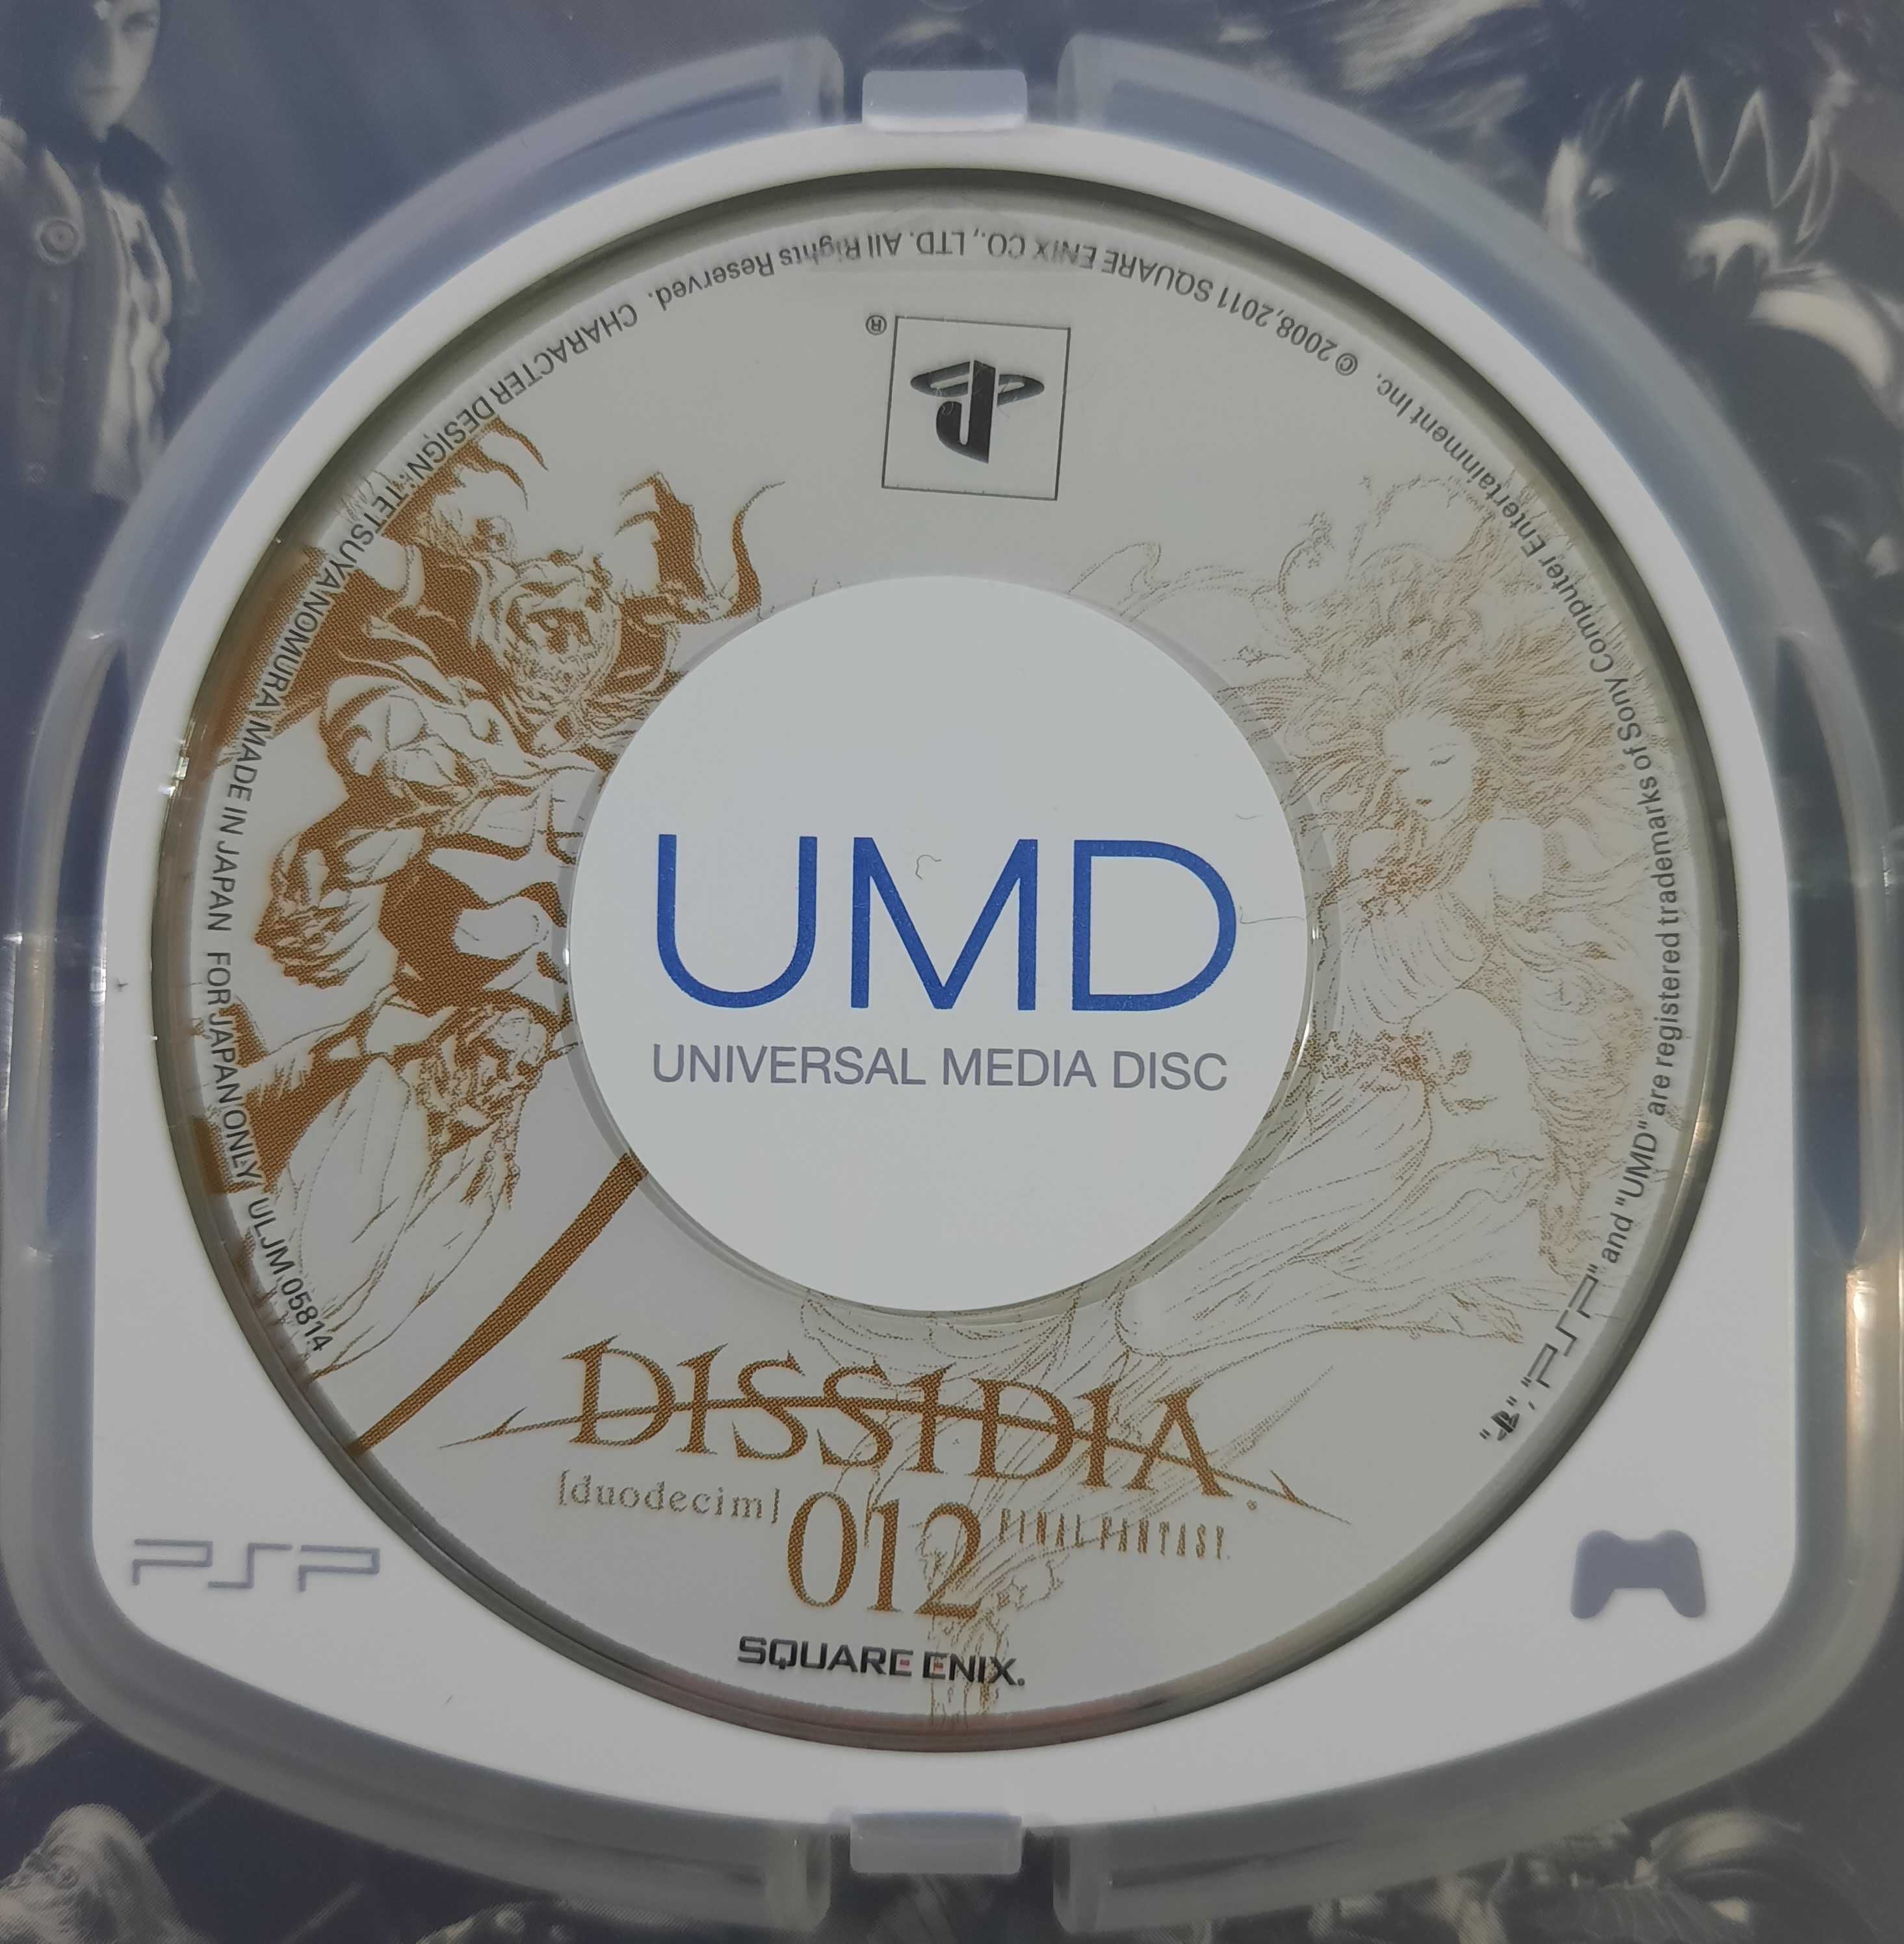 UMD
UNIVERSAL MEDIA DISC
DISSIDIA.
[duodecim] 012 FINAL FANTASY.
SQUARE ENIX.
PSP
"PSP" and "UMD" are registered trademarks of Sony Computer Entertainment Inc. ©2008,2011 SQUARE ENIX CO., LTD. All Rights Reserved. CHARACTER DESIGN:TETSUYA NOMURA MADE IN JAPAN FOR JAPAN ONLY ULJM 05814
®